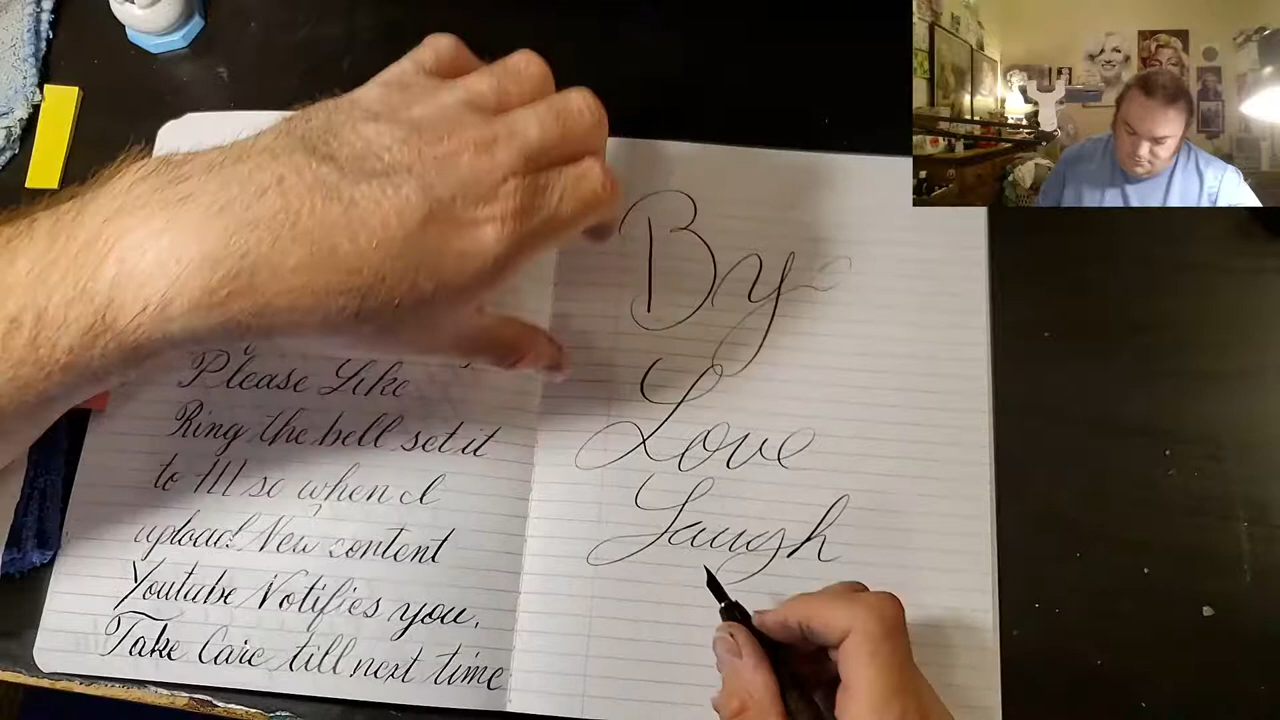 Please Like
Ring the bell set it
to All so when I
upload New content
Youtube Notifies you.
Take Care till next time
Bye
Love
Laugh